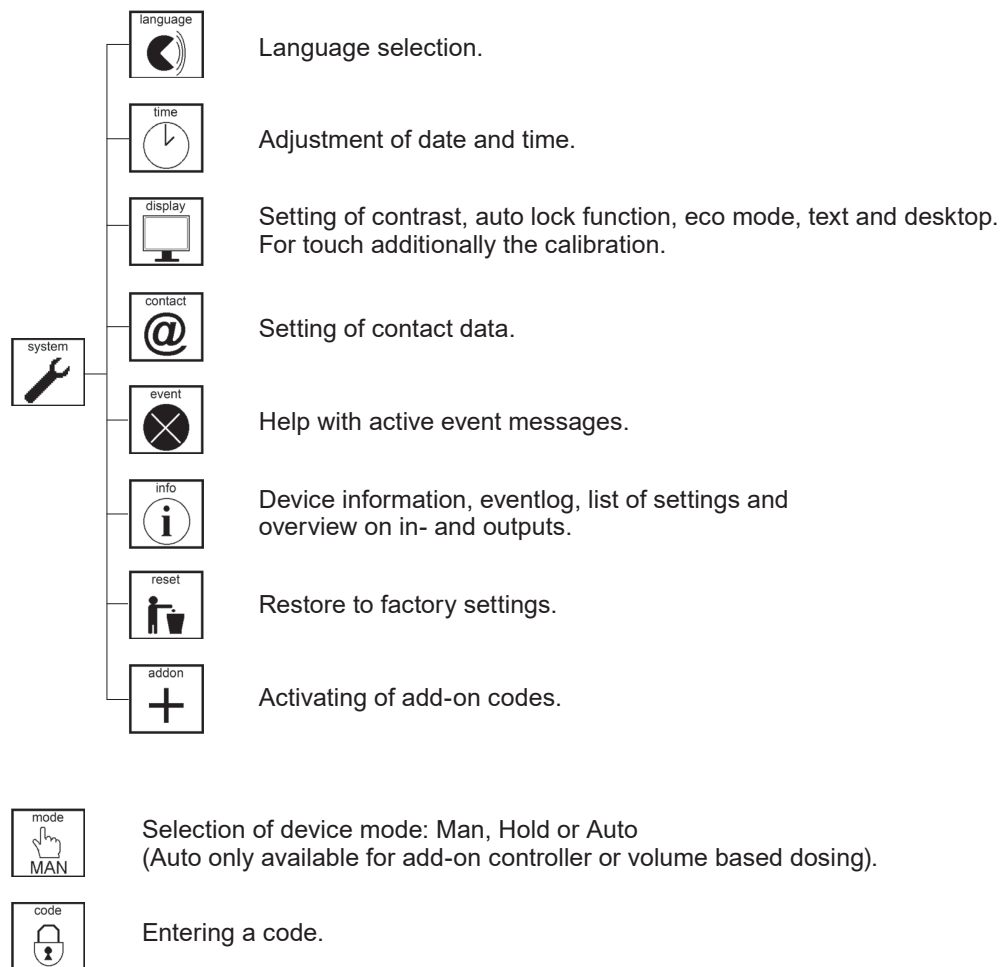 language
Language selection.
time
Adjustment of date and time.
display
Setting of contrast, auto lock function, eco mode, text and desktop.
For touch additionally the calibration.
contact
@
Setting of contact data.
system
event
Help with active event messages.
info
i
Device information, eventlog, list of settings and
overview on in- and outputs.
reset
Restore to factory settings.
addon
+
Activating of add-on codes.
mode
MAN
Selection of device mode: Man, Hold or Auto
(Auto only available for add-on controller or volume based dosing).
code
Entering a code.